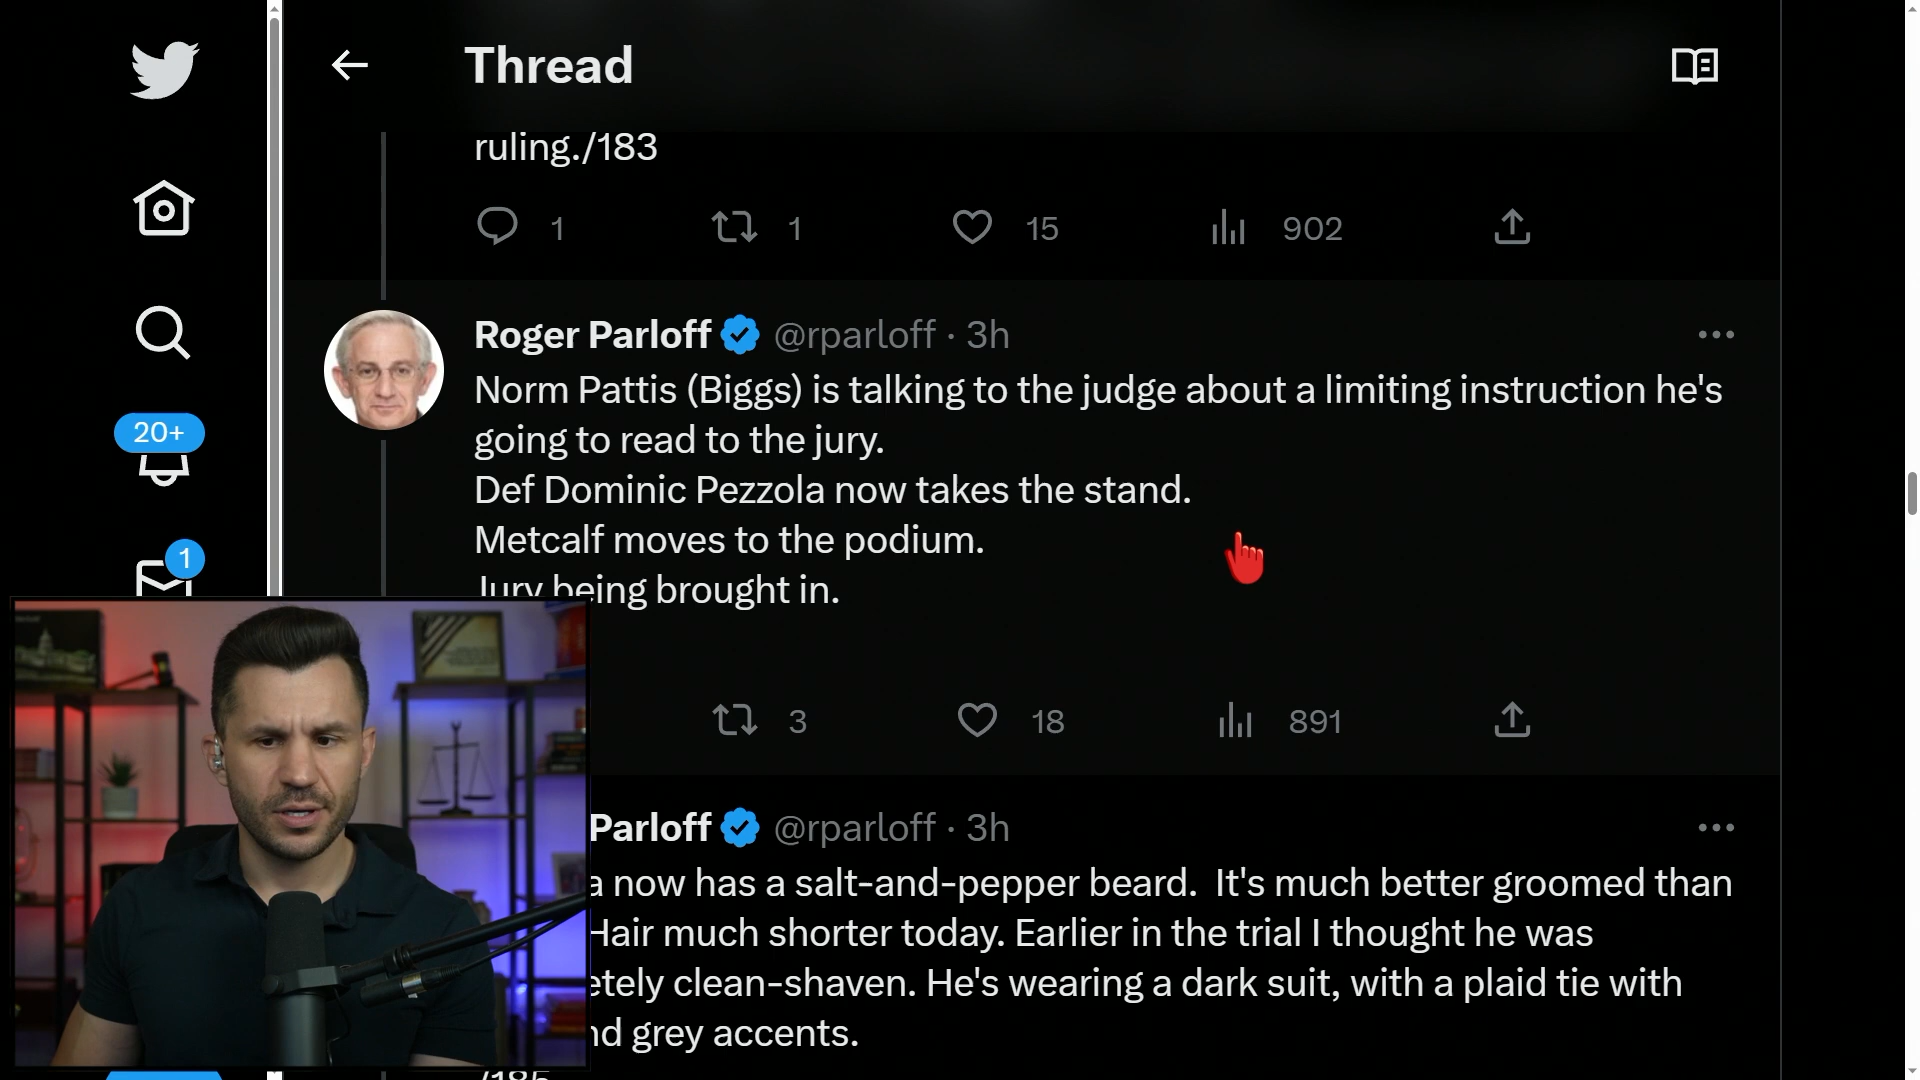 Thread
ruling./183
1 1 15 902
Roger Parloff @rparloff · 3h
Norm Pattis (Biggs) is talking to the judge about a limiting instruction he's
going to read to the jury.
Def Dominic Pezzola now takes the stand.
Metcalf moves to the podium.
Jury being brought in.
3 18 891
20+
1
Parloff @rparloff · 3h
a now has a salt-and-pepper beard. It's much better groomed than
Hair much shorter today. Earlier in the trial I thought he was
etely clean-shaven. He's wearing a dark suit, with a plaid tie with
nd grey accents.
/185